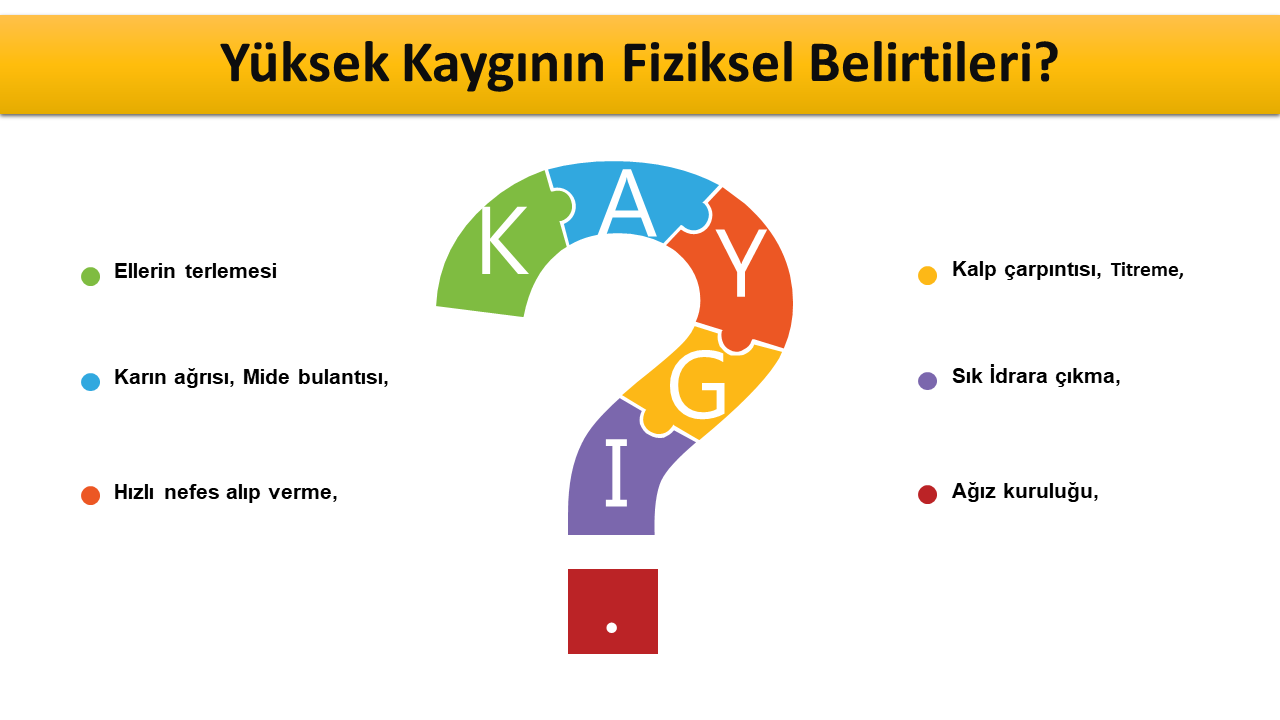 Yüksek Kaygının Fiziksel Belirtileri?
K
A
Y
G
I
.
Ellerin terlemesi
Karın ağrısı, Mide bulantısı,
Hızlı nefes alıp verme,
Kalp çarpıntısı, Titreme,
Sık İdrara çıkma,
Ağız kuruluğu,